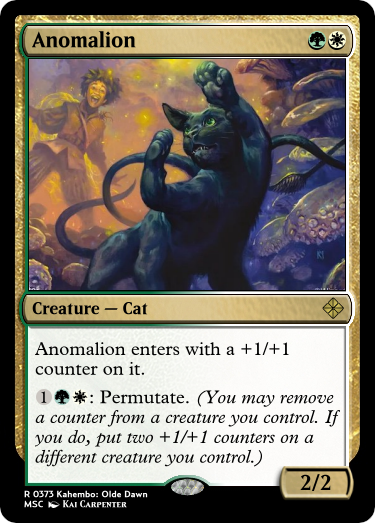 Anomalion
Creature — Cat
Anomalion enters with a +1/+1
counter on it.
1: Permutate. (You may remove
a counter from a creature you control. If
you do, put two +1/+1 counters on a
different creature you control.)
2/2
R 0373 Kahembo: Olde Dawn
MSC Kai Carpenter